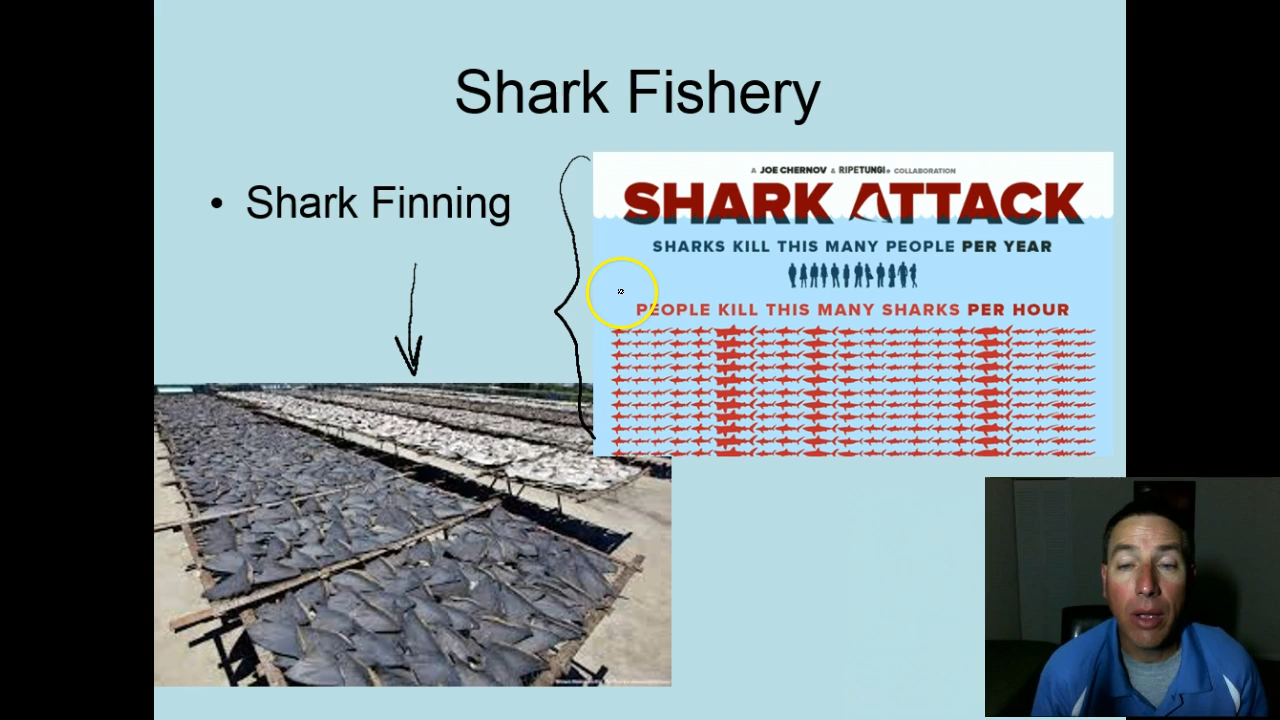 Shark Fishery
• Shark Finning
A JOE CHERNOV & RIPETUNGI COLLABORATION
SHARK ATTACK
SHARKS KILL THIS MANY PEOPLE PER YEAR
PEOPLE KILL THIS MANY SHARKS PER HOUR